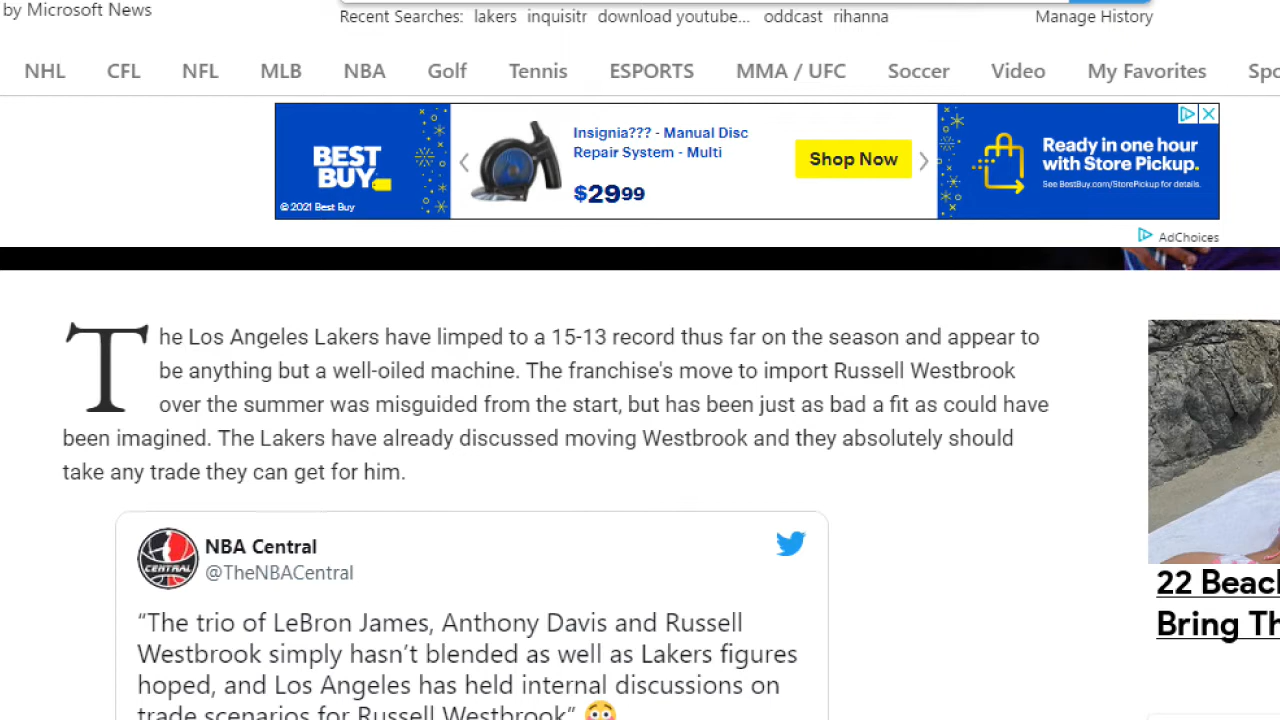 by Microsoft News
Recent Searches: lakers inquisitr download youtube... oddcast rihanna
Manage History
NHL CFL NFL MLB NBA Golf Tennis ESPORTS MMA / UFC Soccer Video My Favorites
BEST
BUY
© 2021 Best Buy
Insignia??? - Manual Disc
Repair System - Multi
$2999
Shop Now
Ready in one hour
with Store Pickup.
See BestBuy.com/StorePickup for details.
AdChoices
The Los Angeles Lakers have limped to a 15-13 record thus far on the season and appear to
be anything but a well-oiled machine. The franchise's move to import Russell Westbrook
over the summer was misguided from the start, but has been just as bad a fit as could have
been imagined. The Lakers have already discussed moving Westbrook and they absolutely should
take any trade they can get for him.
CENTRAL
NBA Central
@TheNBACentral
“The trio of LeBron James, Anthony Davis and Russell
Westbrook simply hasn’t blended as well as Lakers figures
hoped, and Los Angeles has held internal discussions on
trade scenarios for Russell Westbrook” 😳
22 Beac
Bring Th